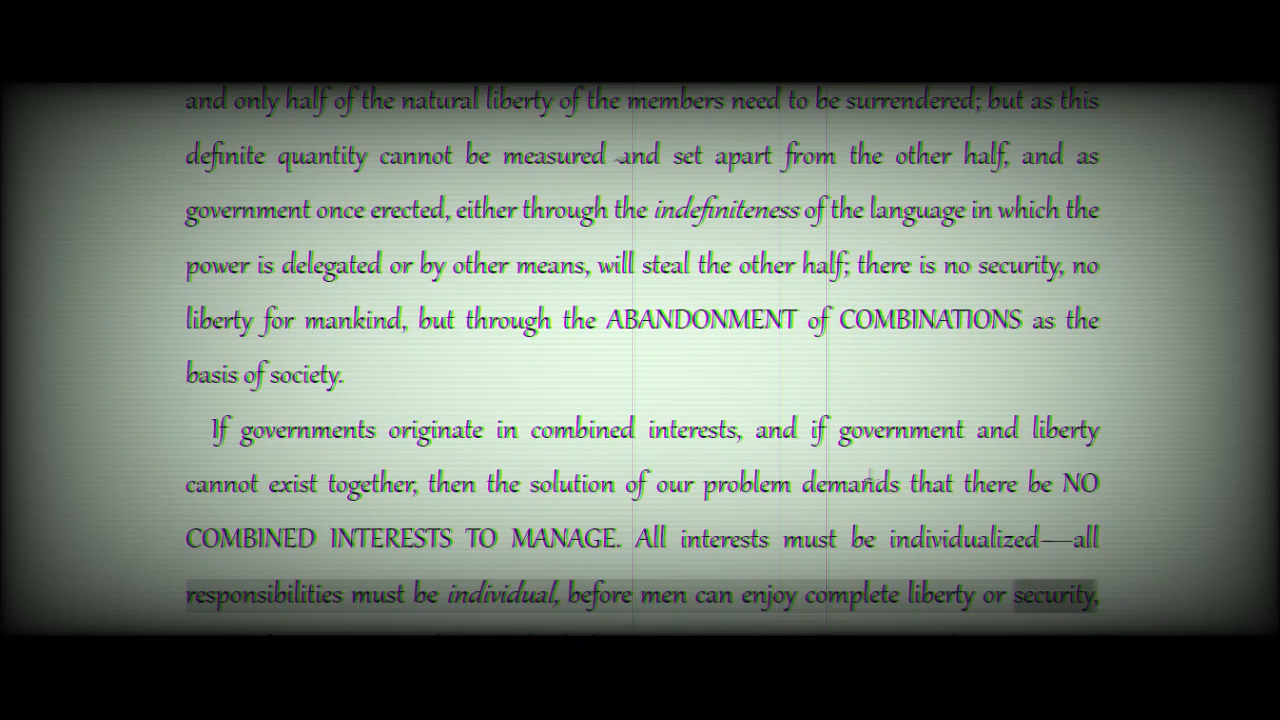 and only half of the natural liberty of the members need to be surrendered; but as this
definite quantity cannot be measured and set apart from the other half, and as
government once erected, either through the indefiniteness of the language in which the
power is delegated or by other means, will steal the other half; there is no security, no
liberty for mankind, but through the ABANDONMENT of COMBINATIONS as the
basis of society.
If governments originate in combined interests, and if government and liberty
cannot exist together, then the solution of our problem demands that there be NO
COMBINED INTERESTS TO MANAGE. All interests must be individualized—all
responsibilities must be individual, before men can enjoy complete liberty or security,